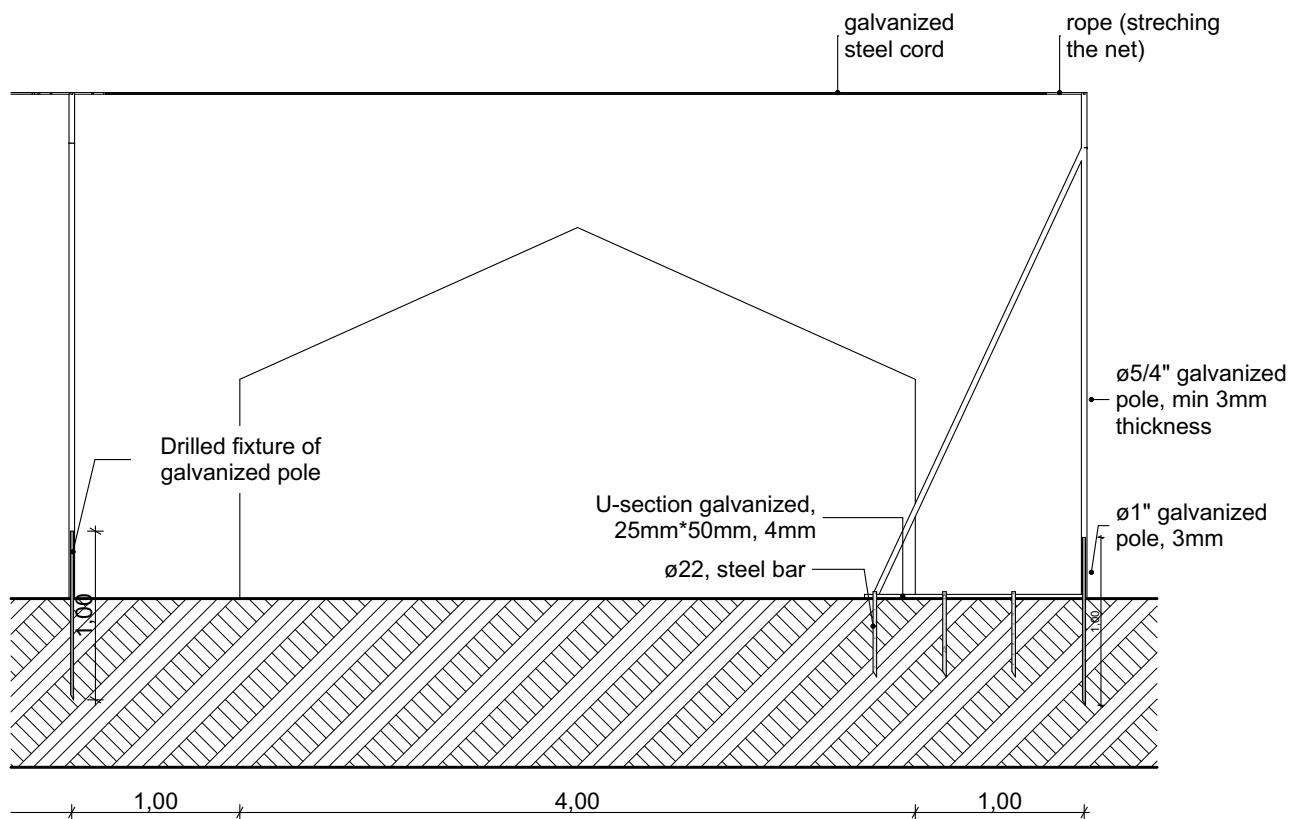 galvanized
steel cord
rope (streching
the net)
ø5/4" galvanized
pole, min 3mm
thickness
Drilled fixture of
galvanized pole
U-section galvanized,
25mm*50mm, 4mm
ø1" galvanized
pole, 3mm
ø22, steel bar
1,00
1,00
1,00
4,00
1,00